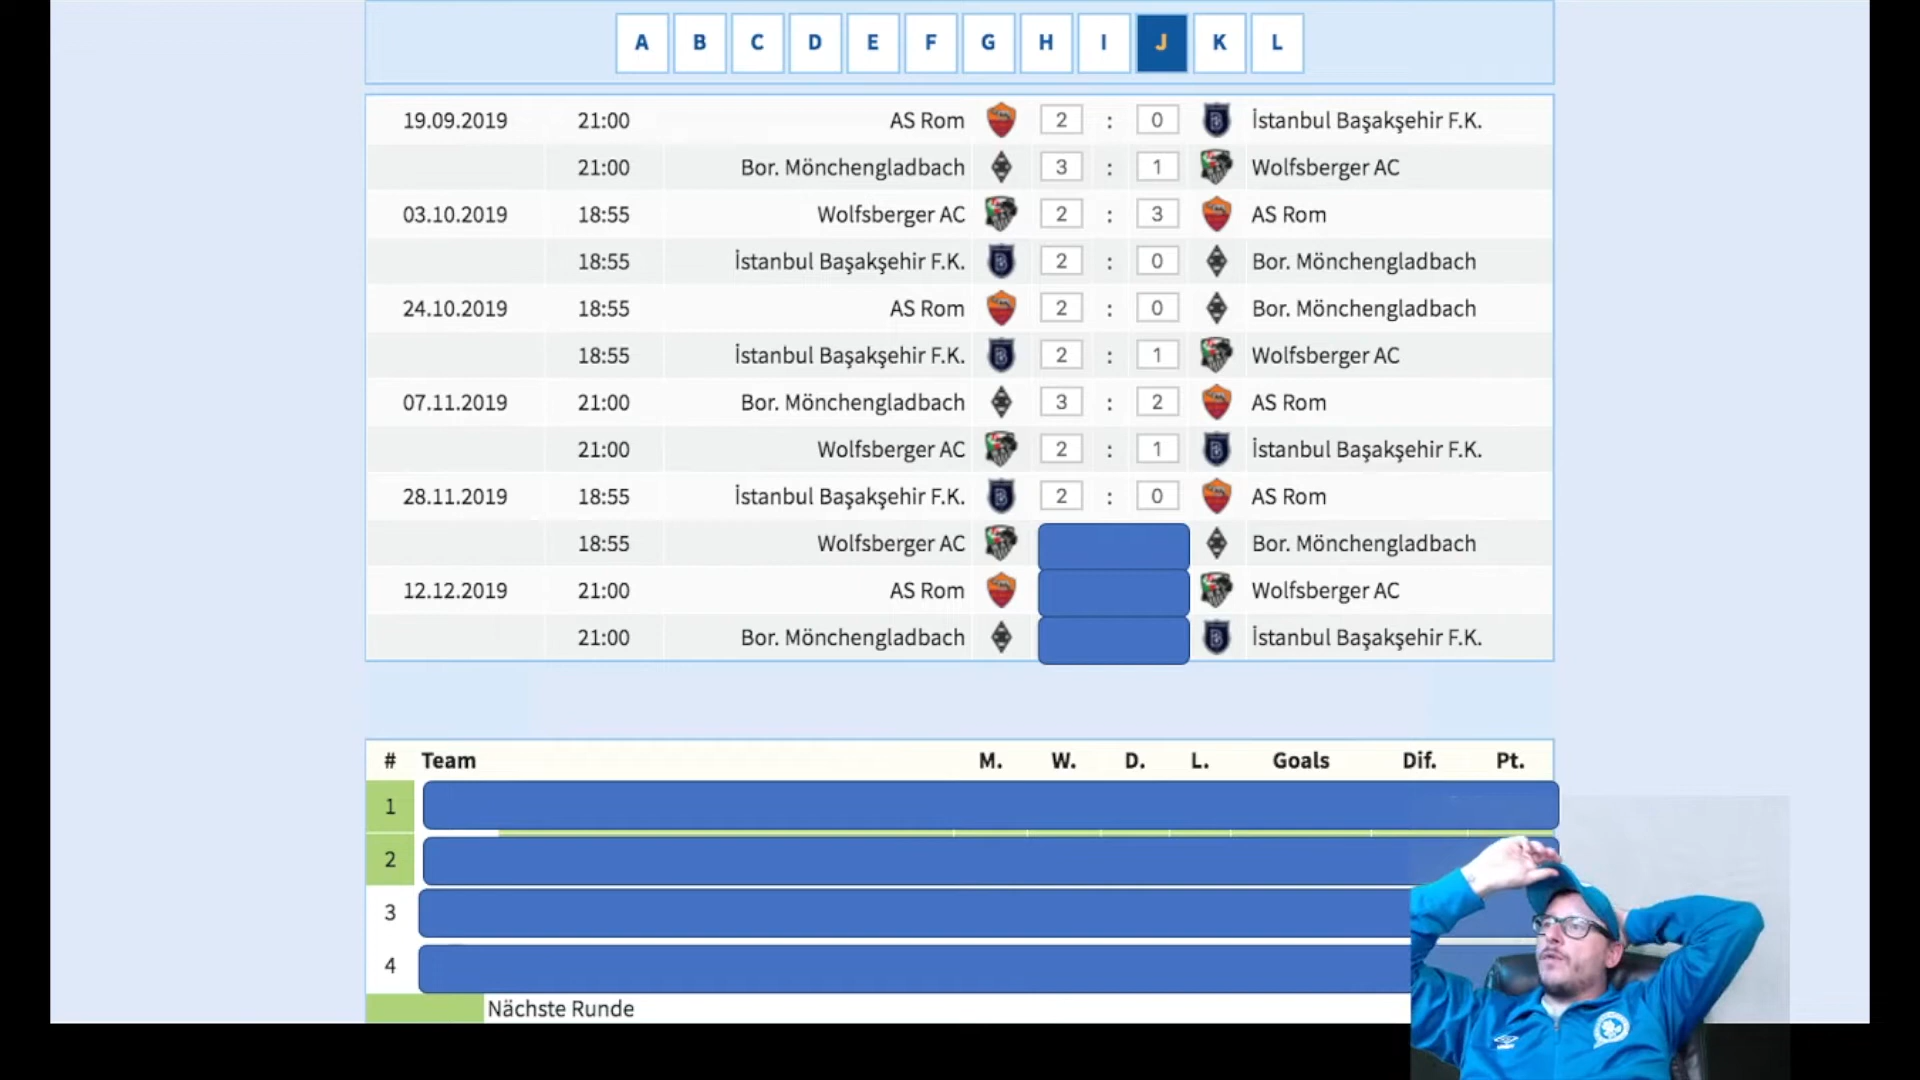 A B C D E F G H I J K L
19.09.2019 21:00 AS Rom 2 : 0 İstanbul Başakşehir F.K.
21:00 Bor. Mönchengladbach 3 : 1 Wolfsberger AC
03.10.2019 18:55 Wolfsberger AC 2 : 3 AS Rom
18:55 İstanbul Başakşehir F.K. 2 : 0 Bor. Mönchengladbach
24.10.2019 18:55 AS Rom 2 : 0 Bor. Mönchengladbach
18:55 İstanbul Başakşehir F.K. 2 : 1 Wolfsberger AC
07.11.2019 21:00 Bor. Mönchengladbach 3 : 2 AS Rom
21:00 Wolfsberger AC 2 : 1 İstanbul Başakşehir F.K.
28.11.2019 18:55 İstanbul Başakşehir F.K. 2 : 0 AS Rom
18:55 Wolfsberger AC Bor. Mönchengladbach
12.12.2019 21:00 AS Rom Wolfsberger AC
21:00 Bor. Mönchengladbach İstanbul Başakşehir F.K.
# Team M. W. D. L. Goals Dif. Pt.
1
2
3
4
Nächste Runde